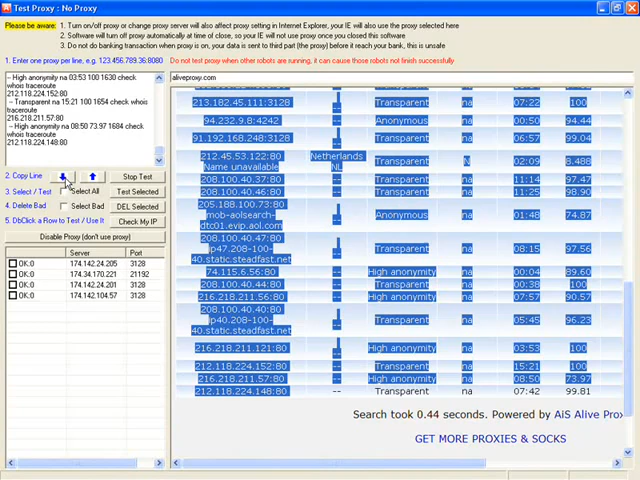 Test Proxy : No Proxy
Please be aware:
1. Turn on/off proxy or change proxy server will also affect proxy setting in Internet Explorer, your IE will also use the proxy selected here
2. Software will turn off proxy automatically at time of close, so your IE will not use proxy once you closed this software
3. Do not do banking transaction when proxy is on, your data is sent to third part (the proxy) before it reach your bank, this is unsafe
1. Enter one proxy per line, e.g. 123.456.789.36:8080
Do not test proxy when other robots are running, it can cause those robots not finish successfully
-- High anonymity na 03:53 100 1630 check
whois traceroute
212.118.224.152:80
-- Transparent na 15:21 100 1654 check whois
traceroute
216.218.211.57:80
-- High anonymity na 08:50 73.97 1684 check
whois traceroute
212.118.224.148:80
2. Copy Line
Stop Test
3. Select / Test
Select All
Test Selected
4. Delete Bad
Select Bad
DEL Selected
5. DbClick a Row to Test / Use It
Check My IP
Disable Proxy (don't use proxy)
Server Port
OK:0 174.142.24.205 3128
OK:0 174.34.170.221 21192
OK:0 174.142.24.201 3128
OK:0 174.142.104.57 3128
aliveproxy.com
213.182.45.111:3128 Transparent na 07:22 100
94.232.9.8:4242 -- Anonymous na 00:50 94.44
91.192.168.248:3128 -- Transparent na 06:57 99.04
212.45.53.122:80 Netherlands Transparent N 02:09 8.488
Name unavailable NL
208.100.40.37:80 -- Transparent na 11:14 97.47
208.100.40.46:80 -- Transparent na 11:25 98.90
205.188.209.73:80
mob-aolsearch-
dtc01.evip.aol.com
-- Anonymous na 01:48 74.87
208.100.40.47:80
ip47.208-100-
40.static.steadfast.net
-- Transparent na 08:15 97.56
74.115.6.56:80 -- High anonymity na 00:04 89.60
208.100.40.44:80 -- Transparent na 00:38 100
216.218.211.56:80 -- High anonymity na 07:57 90.57
208.100.40.40:80
ip40.208-100-
40.static.steadfast.net
-- Transparent na 05:45 96.23
216.218.211.121:80 -- High anonymity na 03:53 100
212.118.224.152:80 -- Transparent na 15:21 100
216.218.211.57:80 -- High anonymity na 08:50 73.97
212.118.224.148:80 -- Transparent na 07:42 99.81
Search took 0.44 seconds. Powered by AiS Alive Prox
GET MORE PROXIES & SOCKS